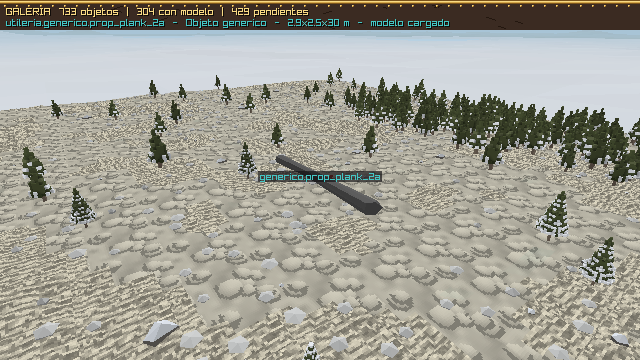 GALERIA 733 objetos | 304 con modelo | 429 pendientes
utileria.generico.prop_plank_2a - Objeto generico - 2.9x2.5x30 m - modelo cargado
generico.prop_plank_2a